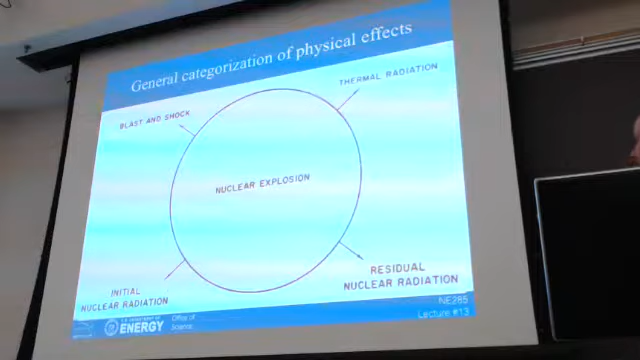 General categorization of physical effects
THERMAL RADIATION
BLAST AND SHOCK
NUCLEAR EXPLOSION
INITIAL
NUCLEAR RADIATION
RESIDUAL
NUCLEAR RADIATION
ENERGY
Office of
Science
NE285
Lecture #13